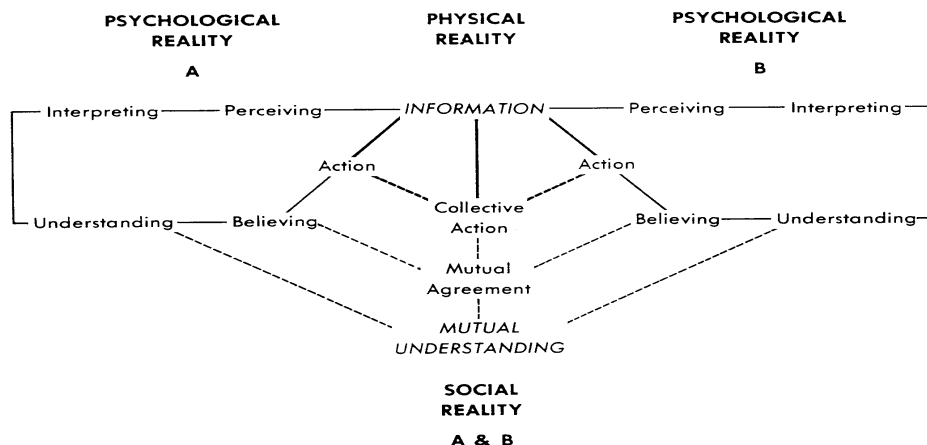 PSYCHOLOGICAL
REALITY
A
PHYSICAL
REALITY
PSYCHOLOGICAL
REALITY
B
Interpreting Perceiving INFORMATION Perceiving Interpreting
Action Action
Collective
Action
Understanding Believing Believing Understanding
Mutual
Agreement
MUTUAL
UNDERSTANDING
SOCIAL
REALITY
A & B